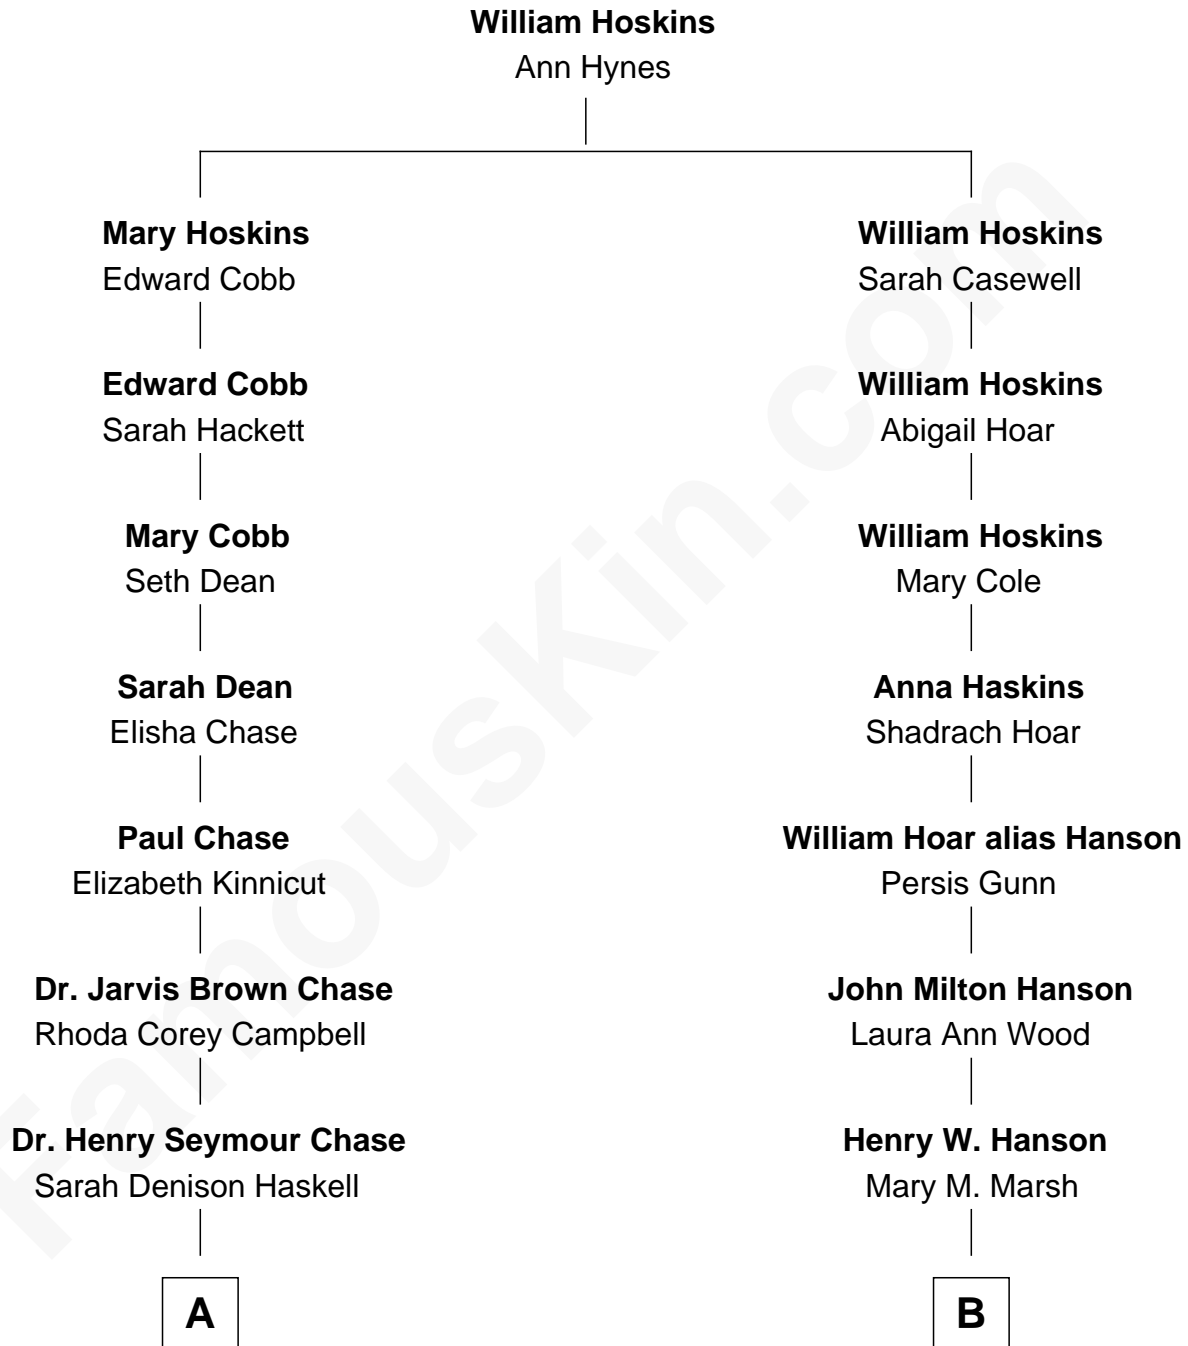 William Hoskins
Ann Hynes
Mary Hoskins
Edward Cobb
William Hoskins
Sarah Casewell
Edward Cobb
Sarah Hackett
William Hoskins
Abigail Hoar
Mary Cobb
Seth Dean
William Hoskins
Mary Cole
Sarah Dean
Elisha Chase
Anna Haskins
Shadrach Hoar
Paul Chase
Elizabeth Kinnicut
William Hoar alias Hanson
Persis Gunn
Dr. Jarvis Brown Chase
Rhoda Corey Campbell
John Milton Hanson
Laura Ann Wood
Dr. Henry Seymour Chase
Sarah Denison Haskell
Henry W. Hanson
Mary M. Marsh
A
B
FamousKin.com